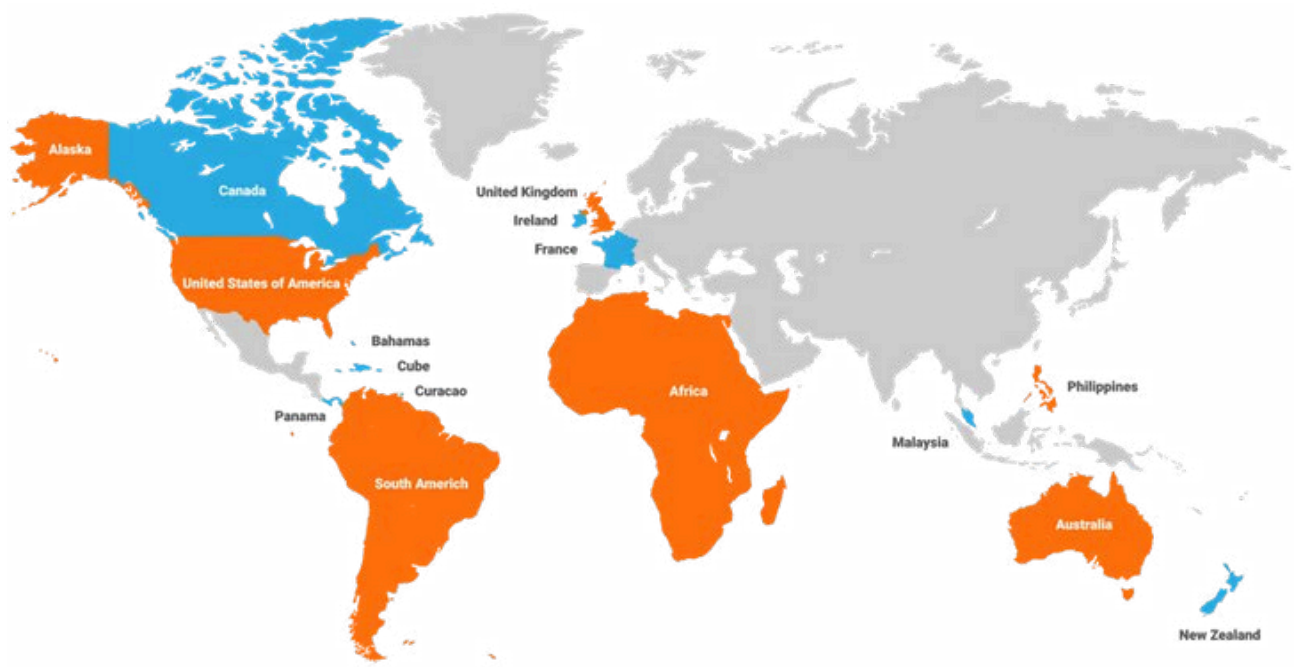 Alaska
Canada
United Kingdom
Ireland
France
United States of America
Bahamas
Cube
Curacao
Panama
Africa
Philippines
Malaysia
South Americh
Australia
New Zealand